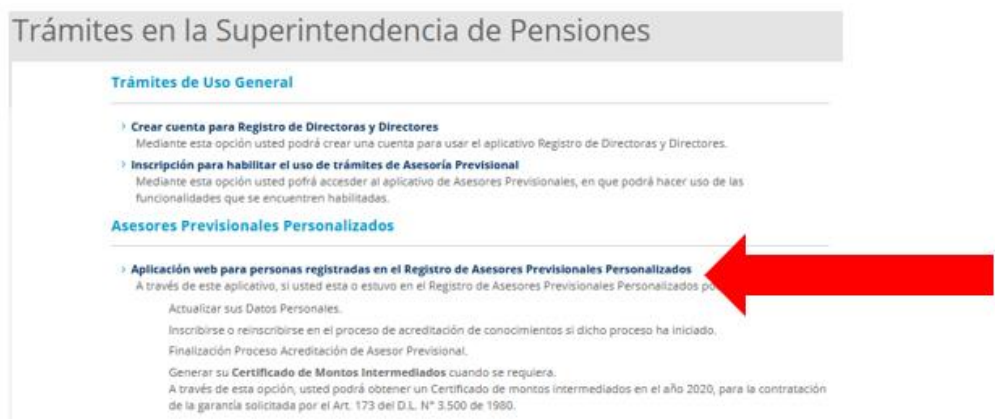 Trámites en la Superintendencia de Pensiones
Trámites de Uso General
› Crear cuenta para Registro de Directoras y Directores
Mediante esta opción usted podrá crear una cuenta para usar el aplicativo Registro de Directoras y Directores.
› Inscripción para habilitar el uso de trámites de Asesoría Previsional
Mediante esta opción usted pofrá accesder al aplicativo de Asesores Previsionales, en que podrá hacer uso de las
funcionalidades que se encuentren habilitadas.
Asesores Previsionales Personalizados
› Aplicación web para personas registradas en el Registro de Asesores Previsionales Personalizados
A través de este aplicativo, si usted esta o estuvo en el Registro de Asesores Previsionales Personalizados
Actualizar sus Datos Personales.
Inscribirse o reinscribirse en el proceso de acreditación de conocimientos si dicho proceso ha iniciado.
Finalización Proceso Acreditación de Asesor Previsional.
Generar su Certificado de Montos Intermediados cuando se requiera.
A través de esta opción, usted podrá obtener un Certificado de montos intermediados en el año 2020, para la contratación
de la garantía solicitada por el Art. 173 del D.L. N° 3.500 de 1980.